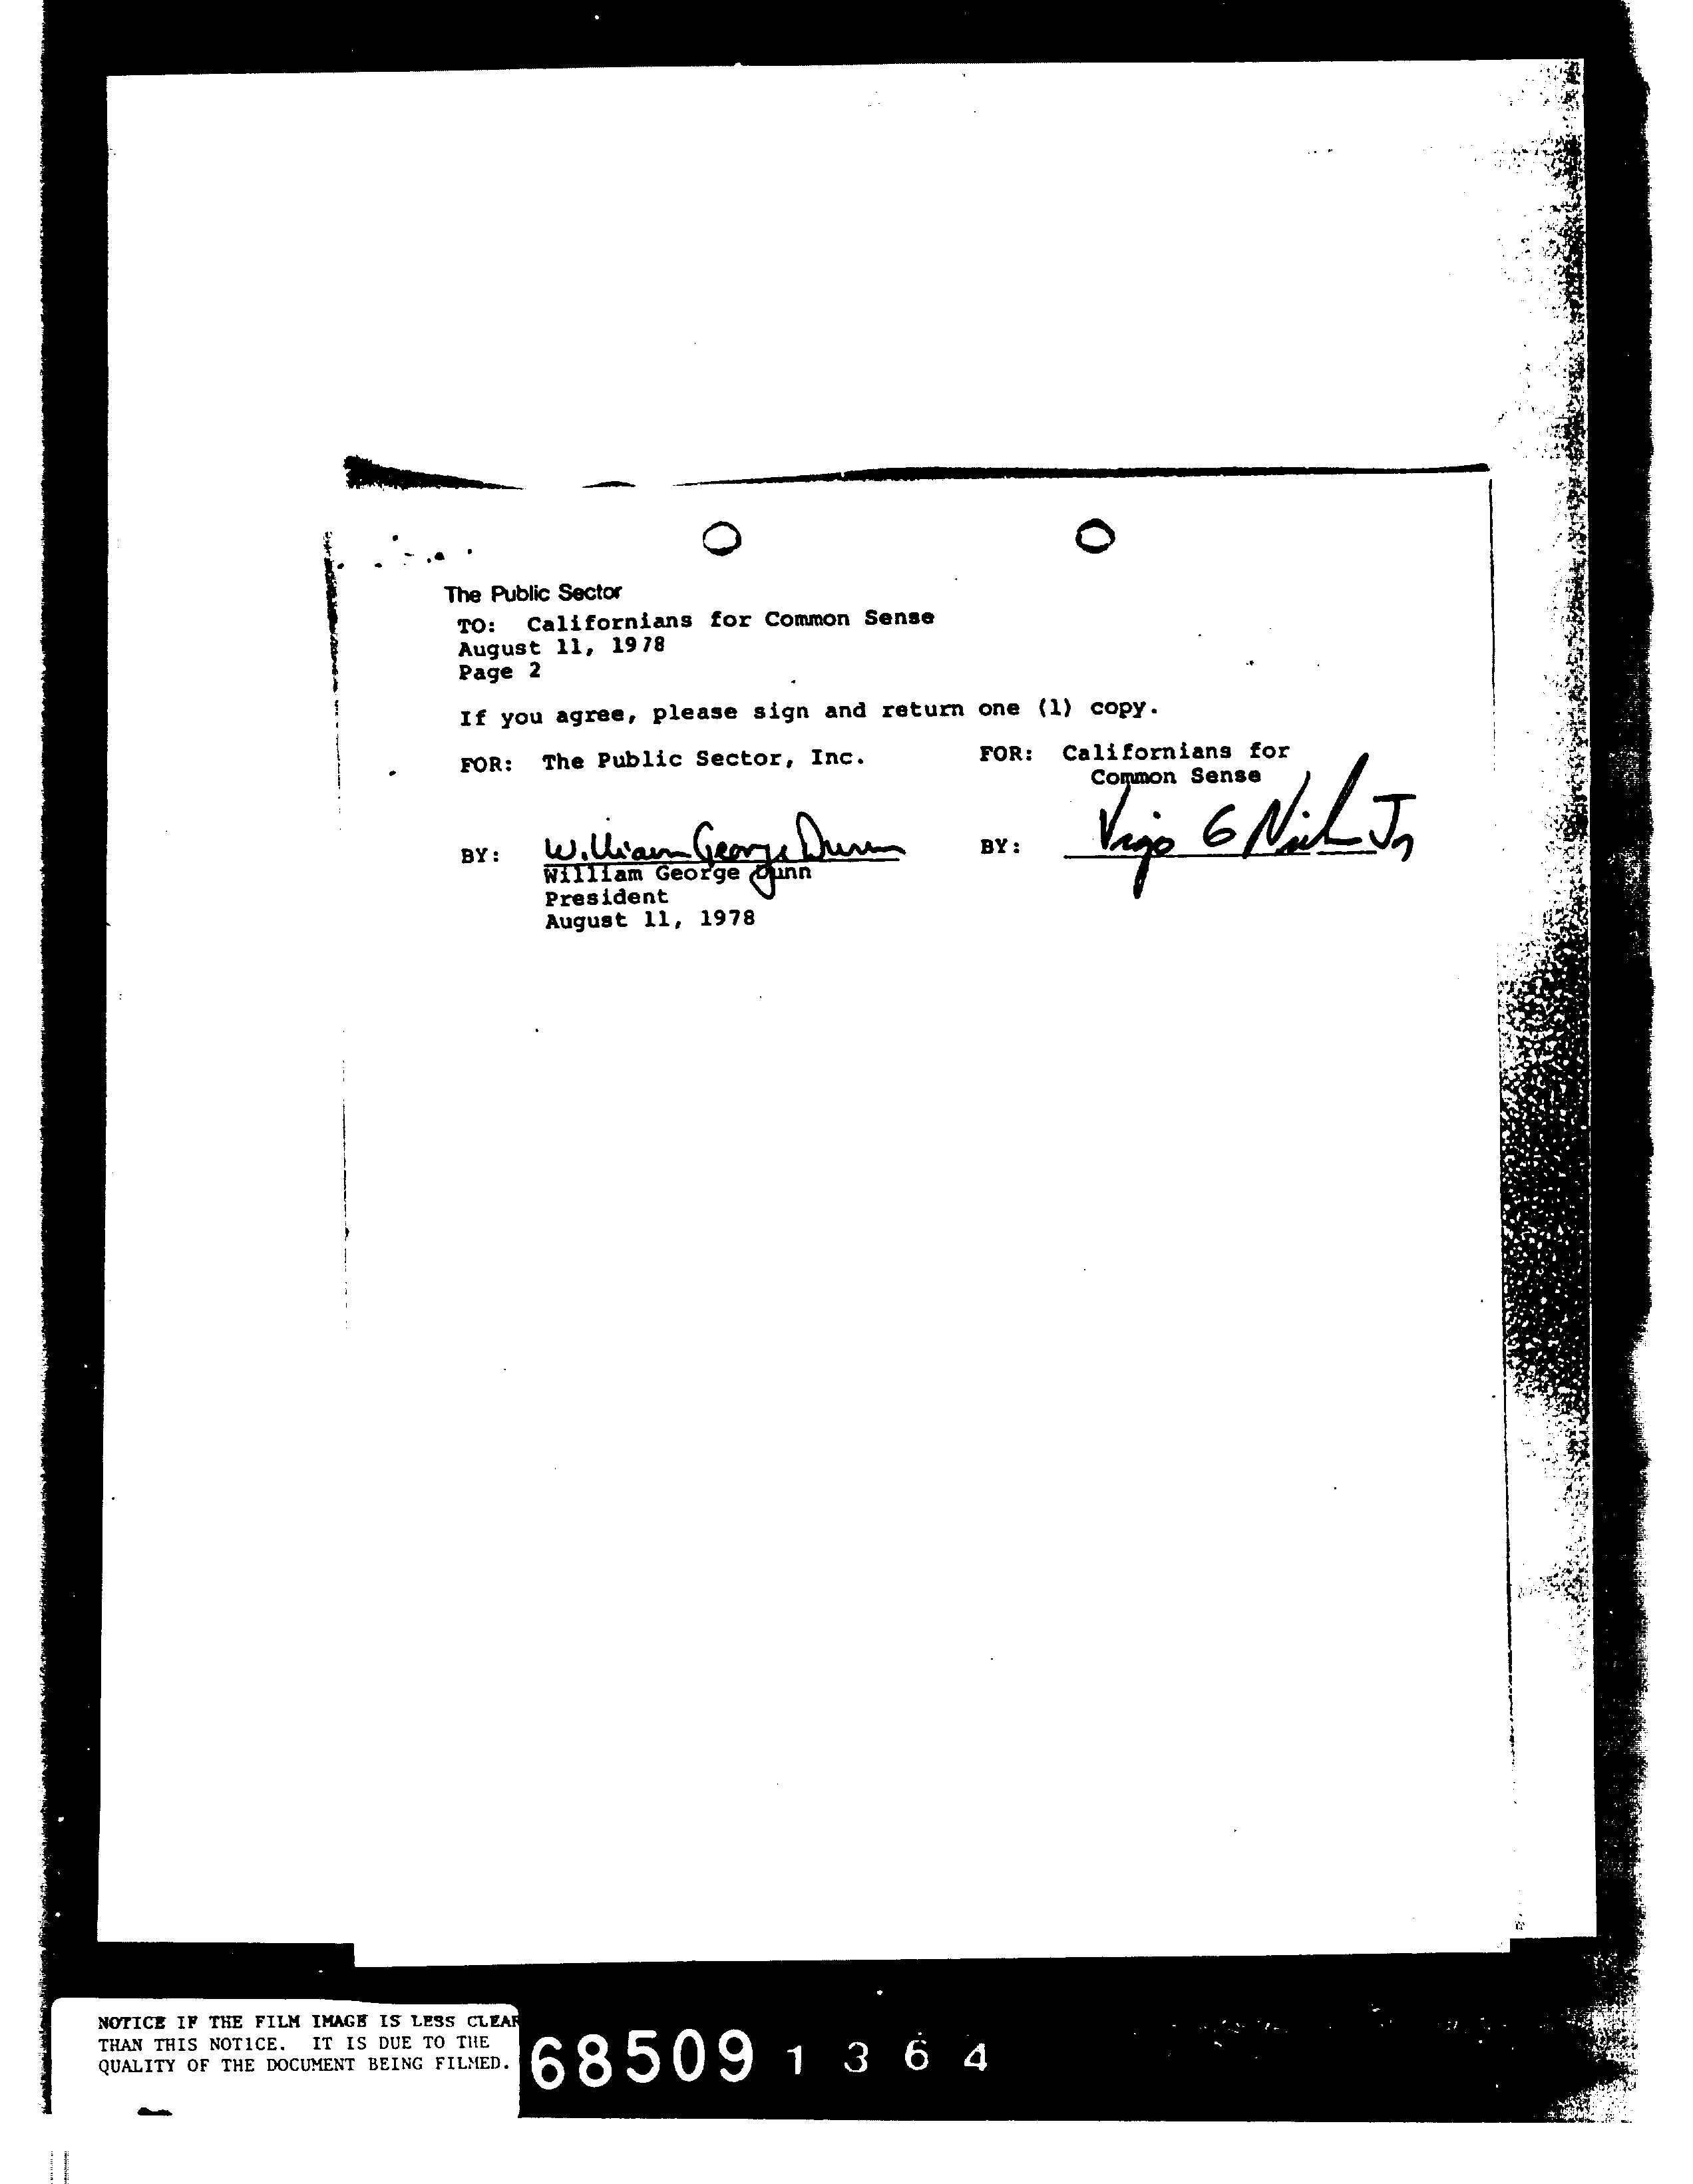 The Public Sector
TO: Californians for Common Sense
August 11, 1978
Page 2
If you agree, please sign and return one (1) copy.
FOR: The Public Sector, Inc. FOR: Californians for
Common Sense
BY: William George Dunn BY: Vigo G Jr
William George Dunn
President
August 11, 1978
NOTICE IF THE FILM IMAGE IS LESS CLEAR
THAN THIS NOTICE. IT IS DUE TO THE
QUALITY OF THE DOCUMENT BEING FILMED.
68509 1 3 6 4